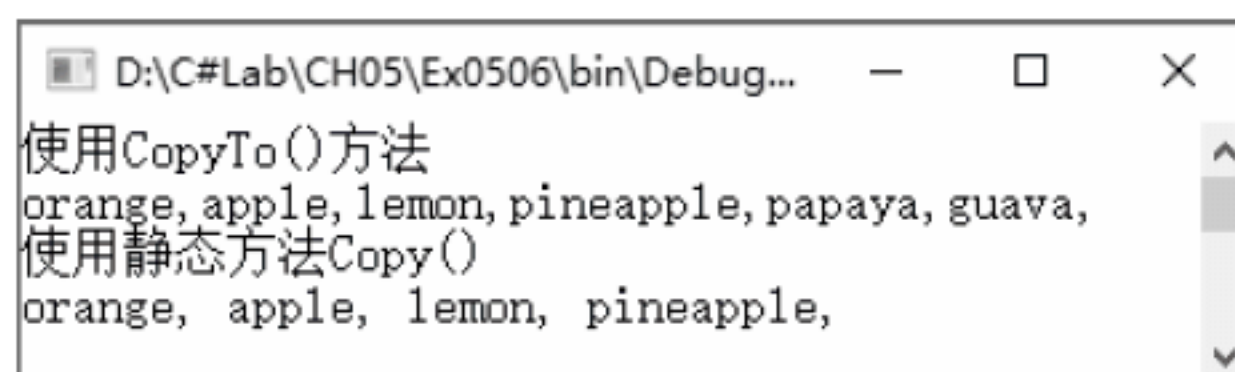 D:\C#Lab\CH05\Ex0506\bin\Debug...
使用CopyTo()方法
orange,apple,lemon,pineapple,papaya,guava,
使用静态方法Copy()
orange, apple, lemon, pineapple,